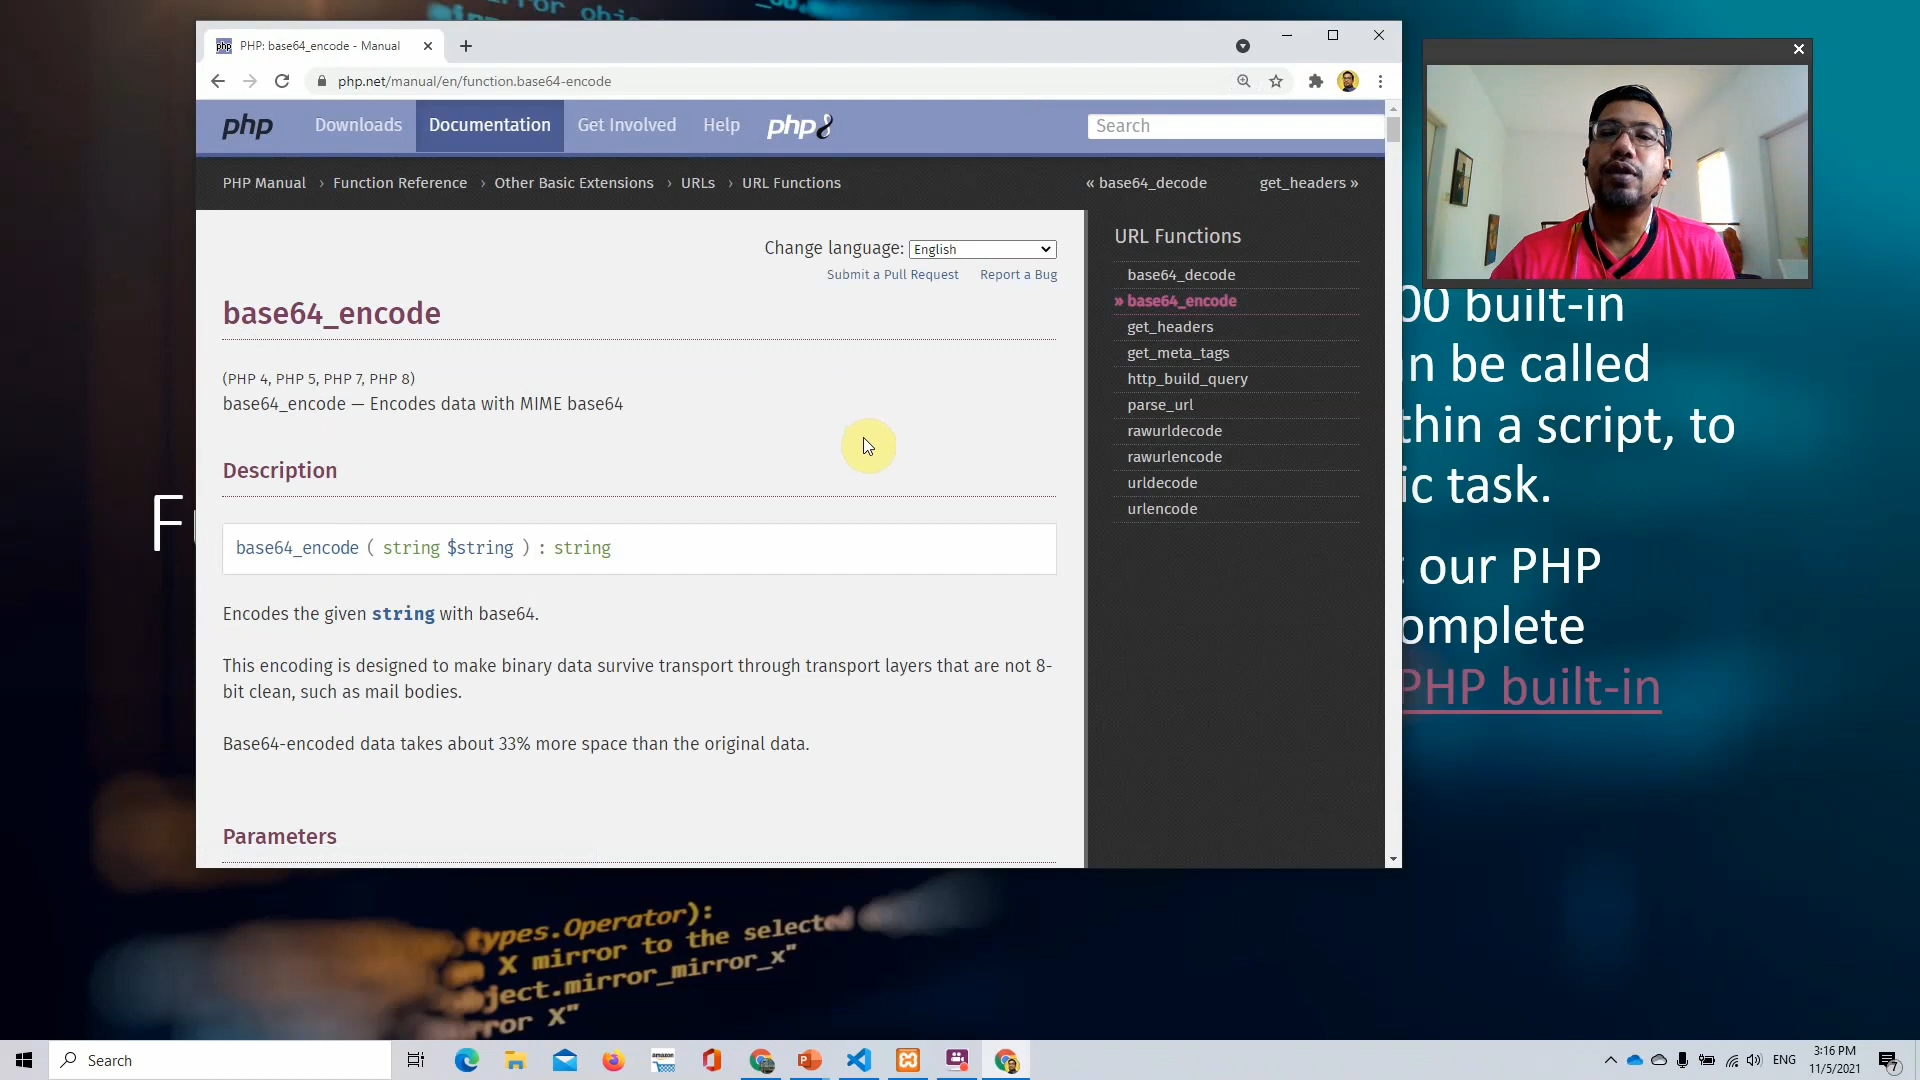 PHP: base64_encode - Manual
php.net/manual/en/function.base64-encode
php
Downloads
Documentation
Get Involved
Help
php8
Search
PHP Manual › Function Reference › Other Basic Extensions › URLs › URL Functions
« base64_decode
get_headers »
Change language: English
Submit a Pull Request
Report a Bug
base64_encode
(PHP 4, PHP 5, PHP 7, PHP 8)
base64_encode — Encodes data with MIME base64
Description
base64_encode ( string $string ) : string
Encodes the given string with base64.
This encoding is designed to make binary data survive transport through transport layers that are not 8-
bit clean, such as mail bodies.
Base64-encoded data takes about 33% more space than the original data.
Parameters
URL Functions
base64_decode
» base64_encode
get_headers
get_meta_tags
http_build_query
parse_url
rawurldecode
rawurlencode
urldecode
urlencode
00 built-in
n be called
thin a script, to
ic task.
our PHP
omplete
PHP built-in
F
types.Operator):
X mirror to the selected
ject.mirror_mirror_x"
ror X"
Search
amazon
ENG
3:16 PM
11/5/2021
7